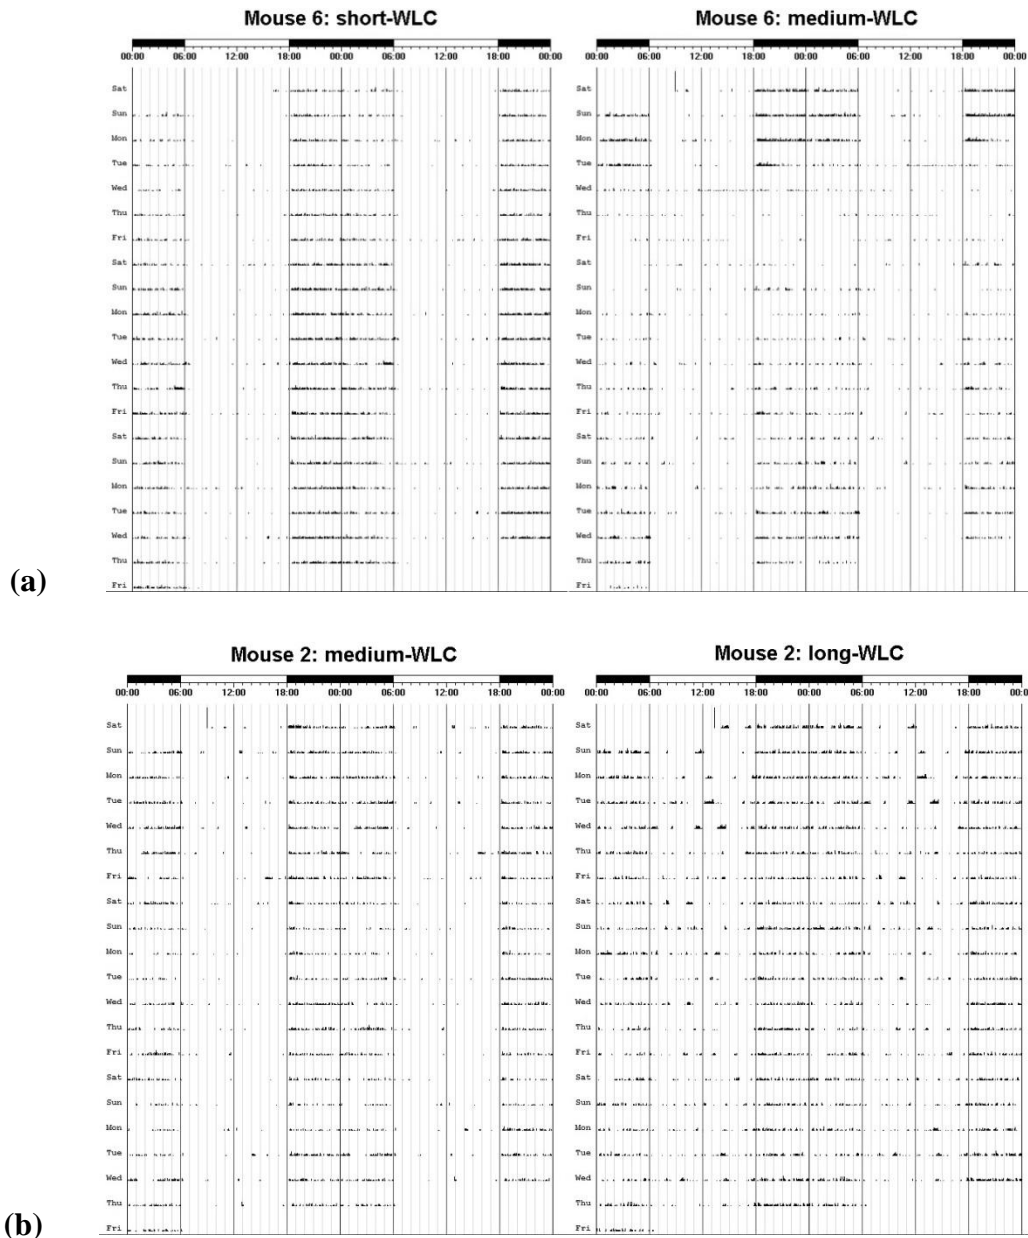 Mouse 6: short-WLC
00:00 06:00 12:00 18:00 00:00 06:00 12:00 18:00 00:00
Sat
Sun
Mon
Tue
Wed
Thu
Fri
Sat
Sun
Mon
Tue
Wed
Thu
Fri
Sat
Sun
Mon
Tue
Wed
Thu
Fri
Mouse 6: medium-WLC
00:00 06:00 12:00 18:00 00:00 06:00 12:00 18:00 00:00
Sat
Sun
Mon
Tue
Wed
Thu
Fri
Sat
Sun
Mon
Tue
Wed
Thu
Fri
Sat
Sun
Mon
Tue
Wed
Thu
Fri
(a)
Mouse 2: medium-WLC
00:00 06:00 12:00 18:00 00:00 06:00 12:00 18:00 00:00
Sat
Sun
Mon
Tue
Wed
Thu
Fri
Sat
Sun
Mon
Tue
Wed
Thu
Fri
Sat
Sun
Mon
Tue
Wed
Thu
Fri
Mouse 2: long-WLC
00:00 06:00 12:00 18:00 00:00 06:00 12:00 18:00 00:00
Sat
Sun
Mon
Tue
Wed
Thu
Fri
Sat
Sun
Mon
Tue
Wed
Thu
Fri
Sat
Sun
Mon
Tue
Wed
Thu
Fri
(b)